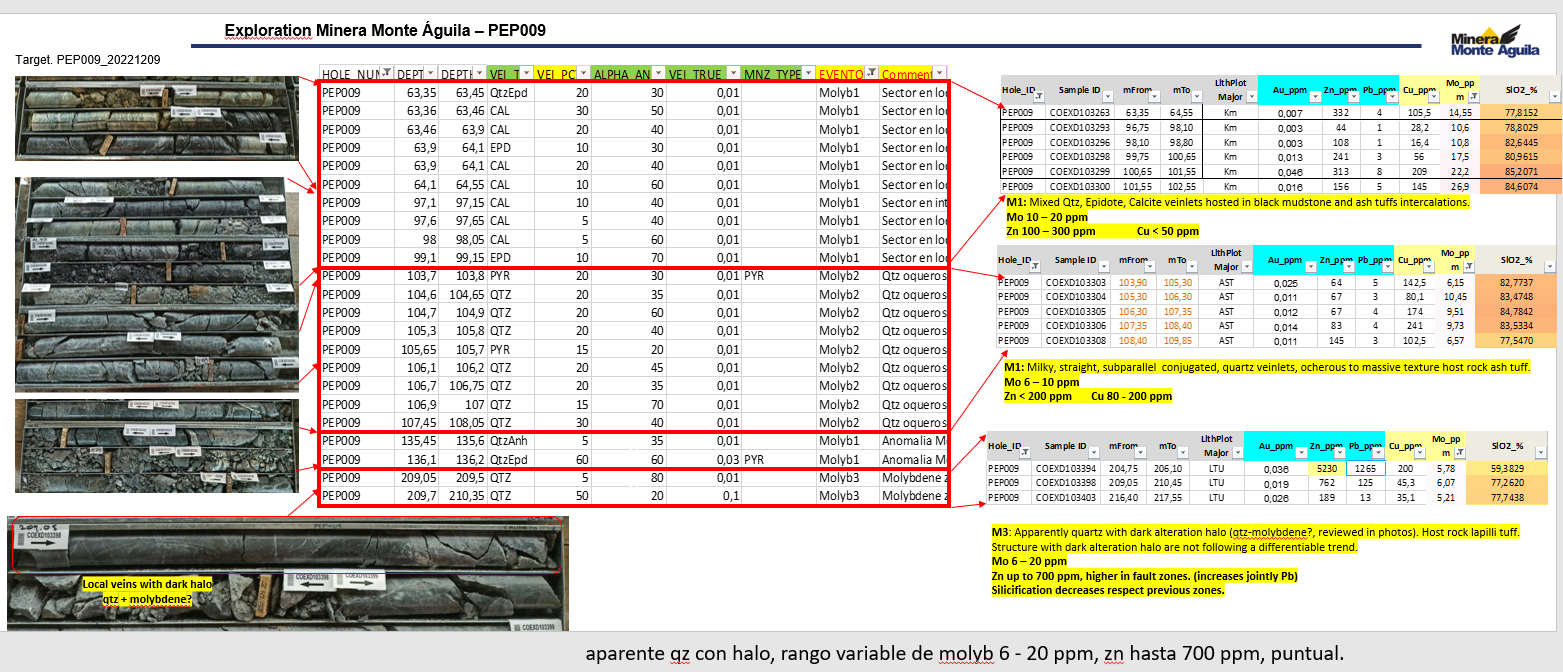 Exploration Minera Monte Águila – PEP009
Minera
Monte Águila
Target. PEP009_20221209
HOLE_NUM DEPT DEPTH VEI_T VEI_PC ALPHA_AN VEI_TRUE MNZ_TYPE EVENTO Comment
PEP009 63,35 63,45 QtzEpd 20 30 0,01 Molyb1 Sector en loc
PEP009 63,36 63,46 CAL 30 50 0,01 Molyb1 Sector en loc
PEP009 63,46 63,9 CAL 20 40 0,01 Molyb1 Sector en loc
PEP009 63,9 64,1 EPD 10 30 0,01 Molyb1 Sector en loc
PEP009 63,9 64,1 CAL 20 40 0,01 Molyb1 Sector en loc
PEP009 64,1 64,55 CAL 10 60 0,01 Molyb1 Sector en loc
PEP009 97,1 97,15 CAL 10 40 0,01 Molyb1 Sector en int
PEP009 97,6 97,65 CAL 5 40 0,01 Molyb1 Sector en loc
PEP009 98 98,05 CAL 5 60 0,01 Molyb1 Sector en loc
PEP009 99,1 99,15 EPD 10 70 0,01 Molyb1 Sector en loc
PEP009 103,7 103,8 PYR 20 30 0,01 PYR Molyb2 Qtz oqueros
PEP009 104,6 104,65 QTZ 20 35 0,01 Molyb2 Qtz oqueros
PEP009 104,7 104,9 QTZ 20 60 0,01 Molyb2 Qtz oqueros
PEP009 105,3 105,8 QTZ 20 40 0,01 Molyb2 Qtz oqueros
PEP009 105,65 105,7 PYR 15 20 0,01 Molyb2 Qtz oqueros
PEP009 106,1 106,2 QTZ 20 45 0,01 Molyb2 Qtz oqueros
PEP009 106,7 106,75 QTZ 20 35 0,01 Molyb2 Qtz oqueros
PEP009 106,9 107 QTZ 15 70 0,01 Molyb2 Qtz oqueros
PEP009 107,45 108,05 QTZ 30 40 0,01 Molyb2 Qtz oqueros
PEP009 135,45 135,6 QtzAnh 5 35 0,01 Molyb1 Anomalia M
PEP009 136,1 136,2 QtzEpd 60 60 0,03 PYR Molyb1 Anomalia M
PEP009 209,05 209,5 QTZ 5 80 0,01 Molyb3 Molybdene z
PEP009 209,7 210,35 QTZ 50 20 0,1 Molyb3 Molybdene z
209.05
COEXD103398
COEXD103398
COEXD103399
COEXD103399
Local veins with dark halo
qtz + molybdene?
Hole_ID Sample ID mFrom mTo LthPlot Major Au_ppm Zn_ppm Pb_ppm Cu_ppm Mo_pp m SiO2_%
PEP009 COEXD103263 63,35 64,55 Km 0,007 332 4 105,5 14,55 77,8152
PEP009 COEXD103293 96,75 98,10 Km 0,003 44 1 28,2 10,6 78,8029
PEP009 COEXD103296 98,10 98,80 Km 0,003 108 1 16,4 10,8 82,6445
PEP009 COEXD103298 99,75 100,65 Km 0,013 241 3 56 17,5 80,9615
PEP009 COEXD103299 100,65 101,55 Km 0,046 313 8 209 22,2 85,2071
PEP009 COEXD103300 101,55 102,55 Km 0,016 156 5 145 26,9 84,6074
M1: Mixed Qtz, Epidote, Calcite veinlets hosted in black mudstone and ash tuffs intercalations.
Mo 10 – 20 ppm
Zn 100 – 300 ppm Cu < 50 ppm
Hole_ID Sample ID mFrom mTo LthPlot Major Au_ppm Zn_ppm Pb_ppm Cu_ppm Mo_pp m SiO2_%
PEP009 COEXD103303 103,90 105,30 AST 0,025 64 5 142,5 6,15 82,7737
PEP009 COEXD103304 105,30 106,30 AST 0,011 67 3 80,1 10,45 83,4748
PEP009 COEXD103305 106,30 107,35 AST 0,012 67 4 174 9,51 84,7842
PEP009 COEXD103306 107,35 108,40 AST 0,014 83 4 241 9,73 83,5334
PEP009 COEXD103308 108,40 109,85 AST 0,011 145 3 102,5 6,57 77,5470
M1: Milky, straight, subparallel conjugated, quartz veinlets, ocherous to massive texture host rock ash tuff.
Mo 6 – 10 ppm
Zn < 200 ppm Cu 80 - 200 ppm
Hole_ID Sample ID mFrom mTo LthPlot Major Au_ppm Zn_ppm Pb_ppm Cu_ppm Mo_pp m SiO2_%
PEP009 COEXD103394 204,75 206,10 LTU 0,036 5230 1265 200 5,78 59,3829
PEP009 COEXD103398 209,05 210,45 LTU 0,019 762 125 45,3 6,07 77,2620
PEP009 COEXD103403 216,40 217,55 LTU 0,026 189 13 35,1 5,21 77,7438
M3: Apparently quartz with dark alteration halo (qtz-molybdene?, reviewed in photos). Host rock lapilli tuff.
Structure with dark alteration halo are not following a differentiable trend.
Mo 6 – 20 ppm
Zn up to 700 ppm, higher in fault zones. (increases jointly Pb)
Silicification decreases respect previous zones.
aparente qz con halo, rango variable de molyb 6 - 20 ppm, zn hasta 700 ppm, puntual.